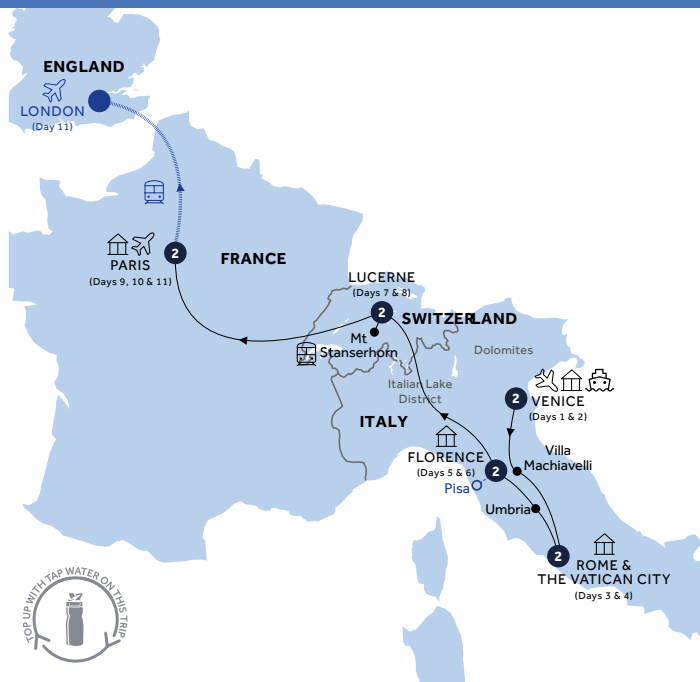 ENGLAND
LONDON
(Day 11)
2
PARIS
(Days 9, 10 & 11)
FRANCE
LUCERNE
(Days 7 & 8)
2
SWITZERLAND
Mt
Stanserhorn
Dolomites
Italian Lake
District
ITALY
2
VENICE
(Days 1 & 2)
FLORENCE
(Days 5 & 6)
2
Pisa
Villa
Machiavelli
Umbria
2
ROME &
THE VATICAN CITY
(Days 3 & 4)
TOP UP WITH TAP WATER ON THIS TRIP